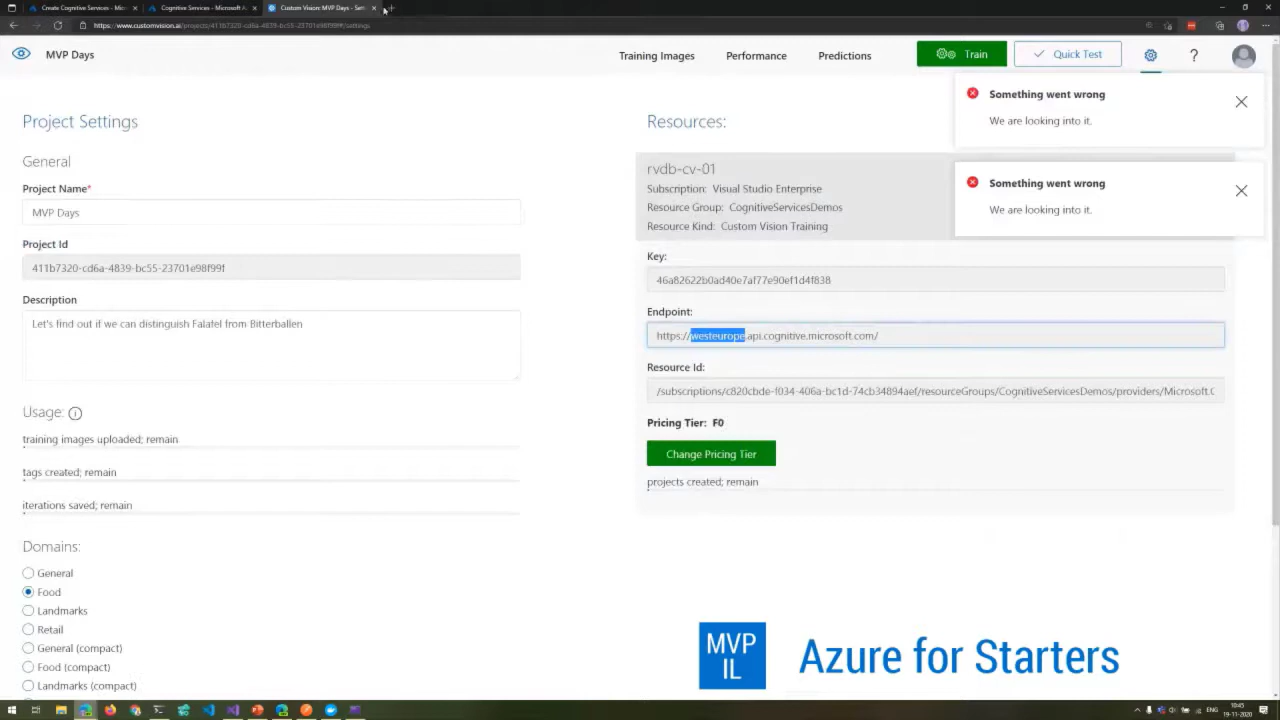 Create Cognitive Services - Micros
Cognitive Services - Microsoft A
Custom Vision: MVP Days - Sett
https://www.customvision.ai/projects/411b7320-cd6a-4839-bc55-23701e98f99f#/settings
MVP Days
Training Images
Performance
Predictions
Train
Quick Test
?
Something went wrong
We are looking into it.
Something went wrong
We are looking into it.
Project Settings
General
Project Name*
MVP Days
Project Id
411b7320-cd6a-4839-bc55-23701e98f99f
Description
Let's find out if we can distinguish Falafel from Bitterballen
Usage:
training images uploaded; remain
tags created; remain
iterations saved; remain
Domains:
General
Food
Landmarks
Retail
General (compact)
Food (compact)
Landmarks (compact)
Resources:
rvdb-cv-01
Subscription: Visual Studio Enterprise
Resource Group: CognitiveServicesDemos
Resource Kind: Custom Vision Training
Key:
46a82622b0ad40e7af77e90ef1d4f838
Endpoint:
https://westeurope.api.cognitive.microsoft.com/
Resource Id:
/subscriptions/c820cbde-f034-406a-bc1d-74cb34894aef/resourceGroups/CognitiveServicesDemos/providers/Microsoft.C
Pricing Tier: F0
Change Pricing Tier
projects created; remain
MVP
IL
Azure for Starters
ENG
10:45
19-11-2020